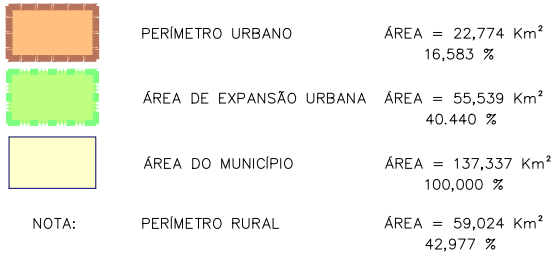 PERÍMETRO URBANO ÁREA = 22,774 Km²
16,583 %
ÁREA DE EXPANSÃO URBANA ÁREA = 55,539 Km²
40.440 %
ÁREA DO MUNICÍPIO ÁREA = 137,337 Km²
100,000 %
NOTA: PERÍMETRO RURAL ÁREA = 59,024 Km²
42,977 %